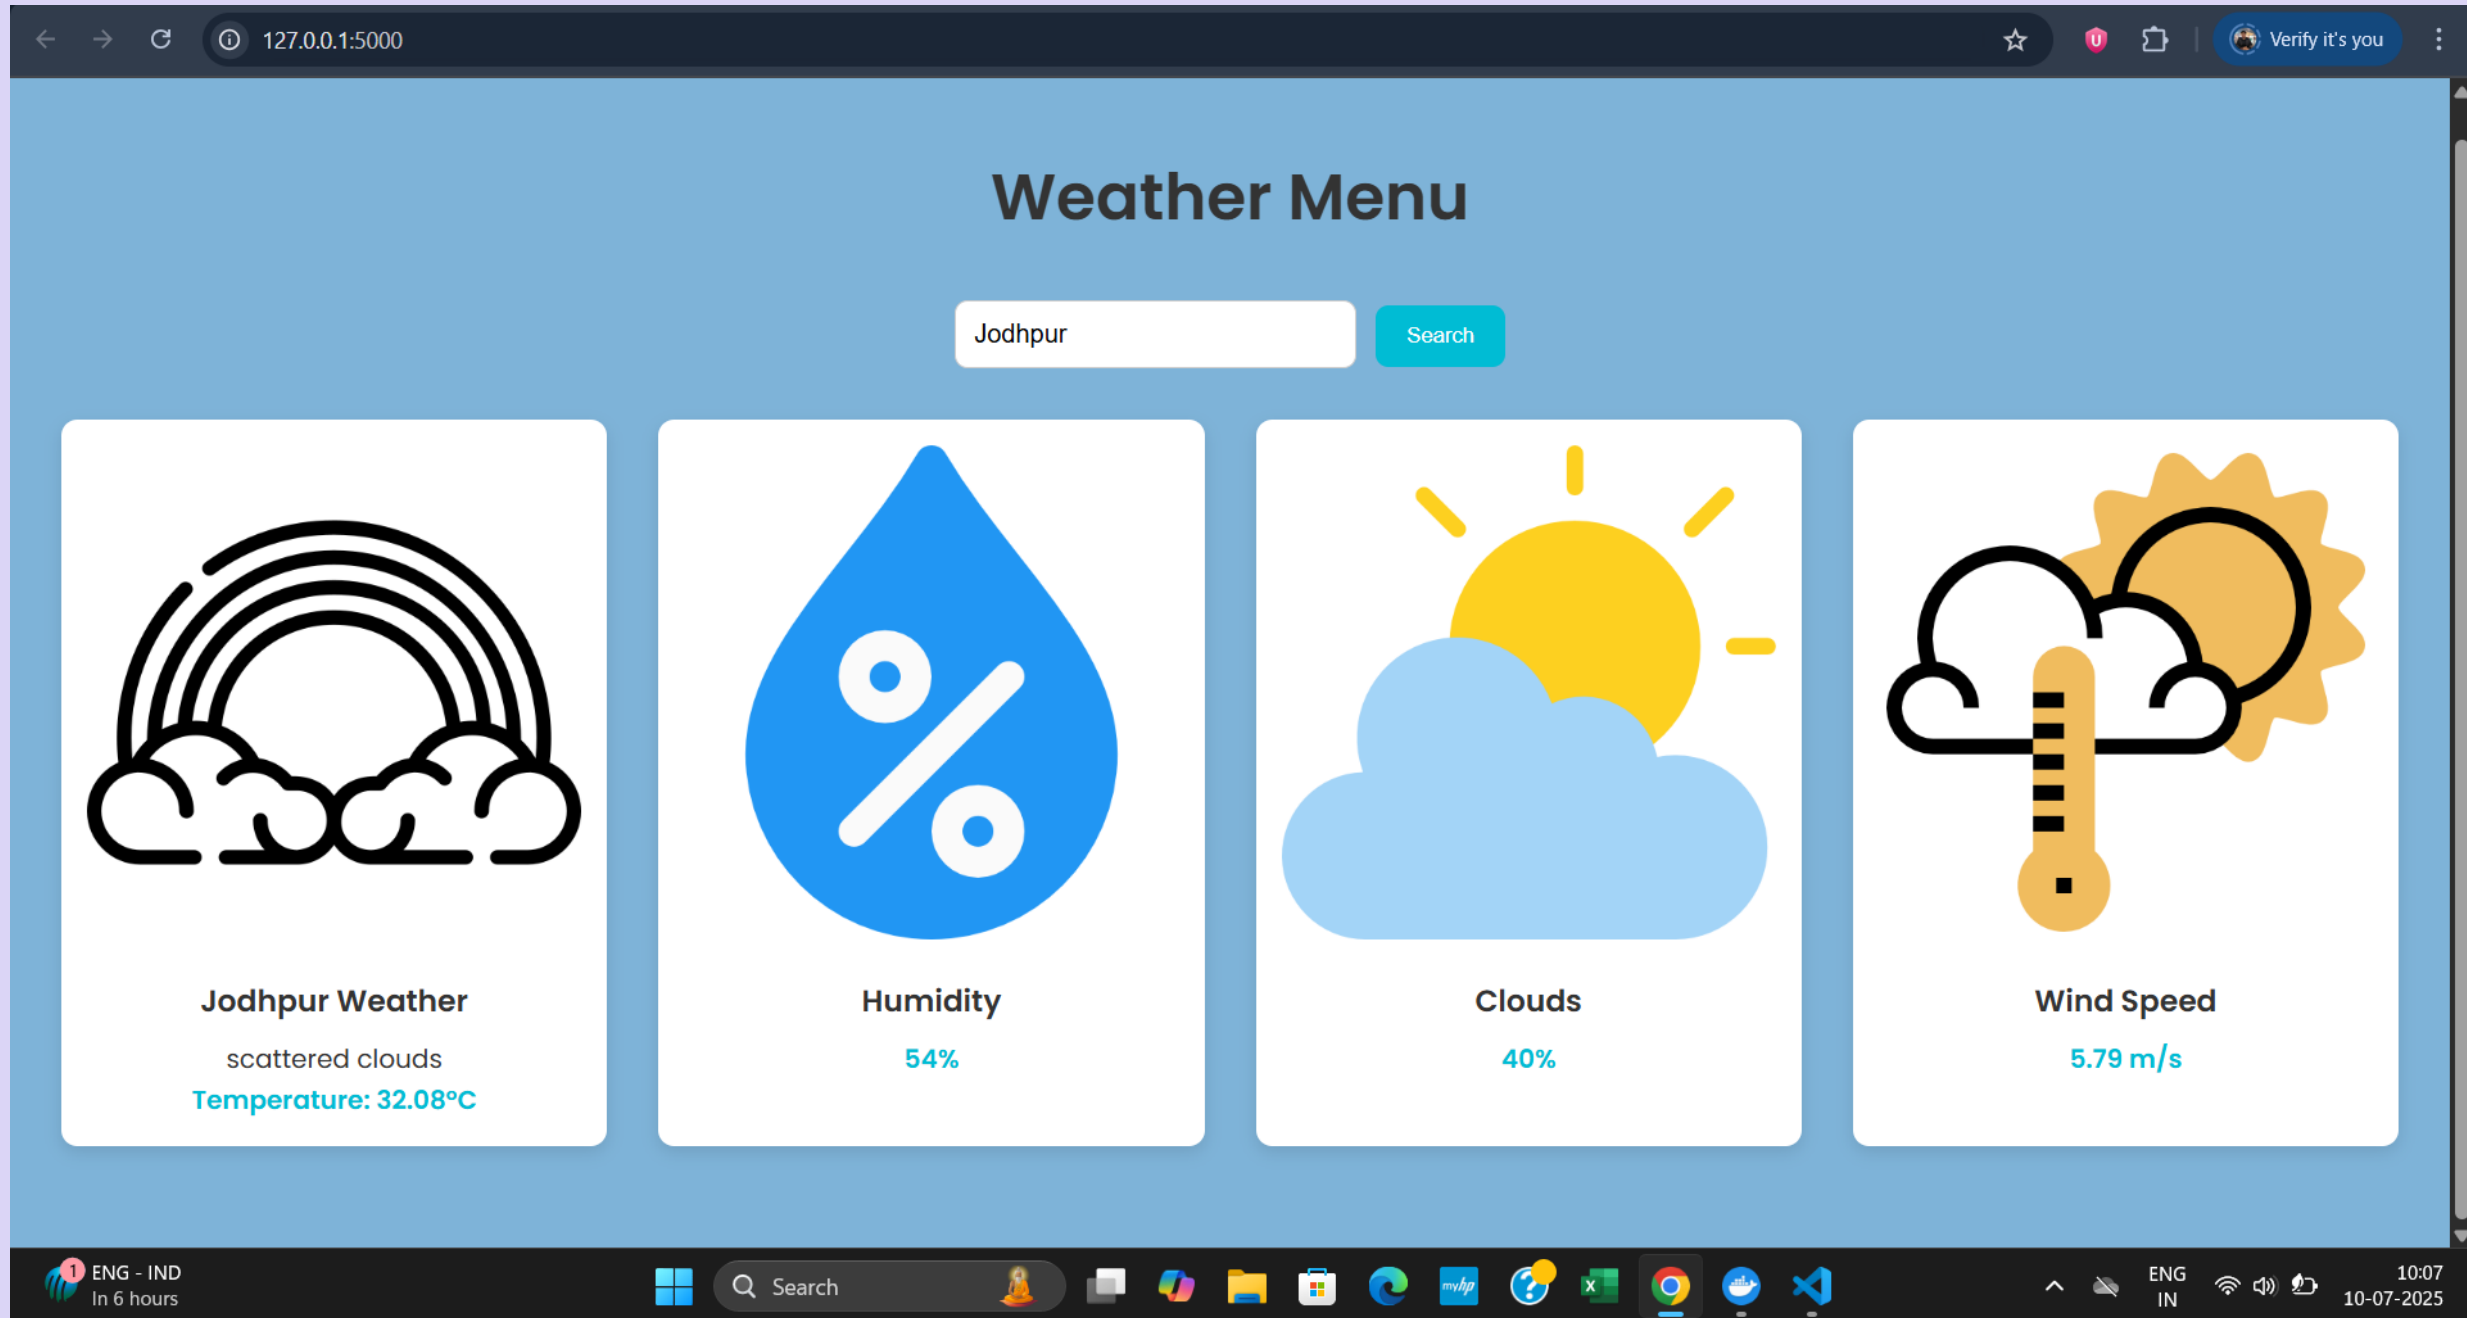 127.0.0.1:5000
Verify it's you
Weather Menu
Jodhpur
Search
Jodhpur Weather
scattered clouds
Temperature: 32.08°C
Humidity
54%
Clouds
40%
Wind Speed
5.79 m/s
1
ENG - IND
In 6 hours
Search
myhp
ENG
IN
10:07
10-07-2025